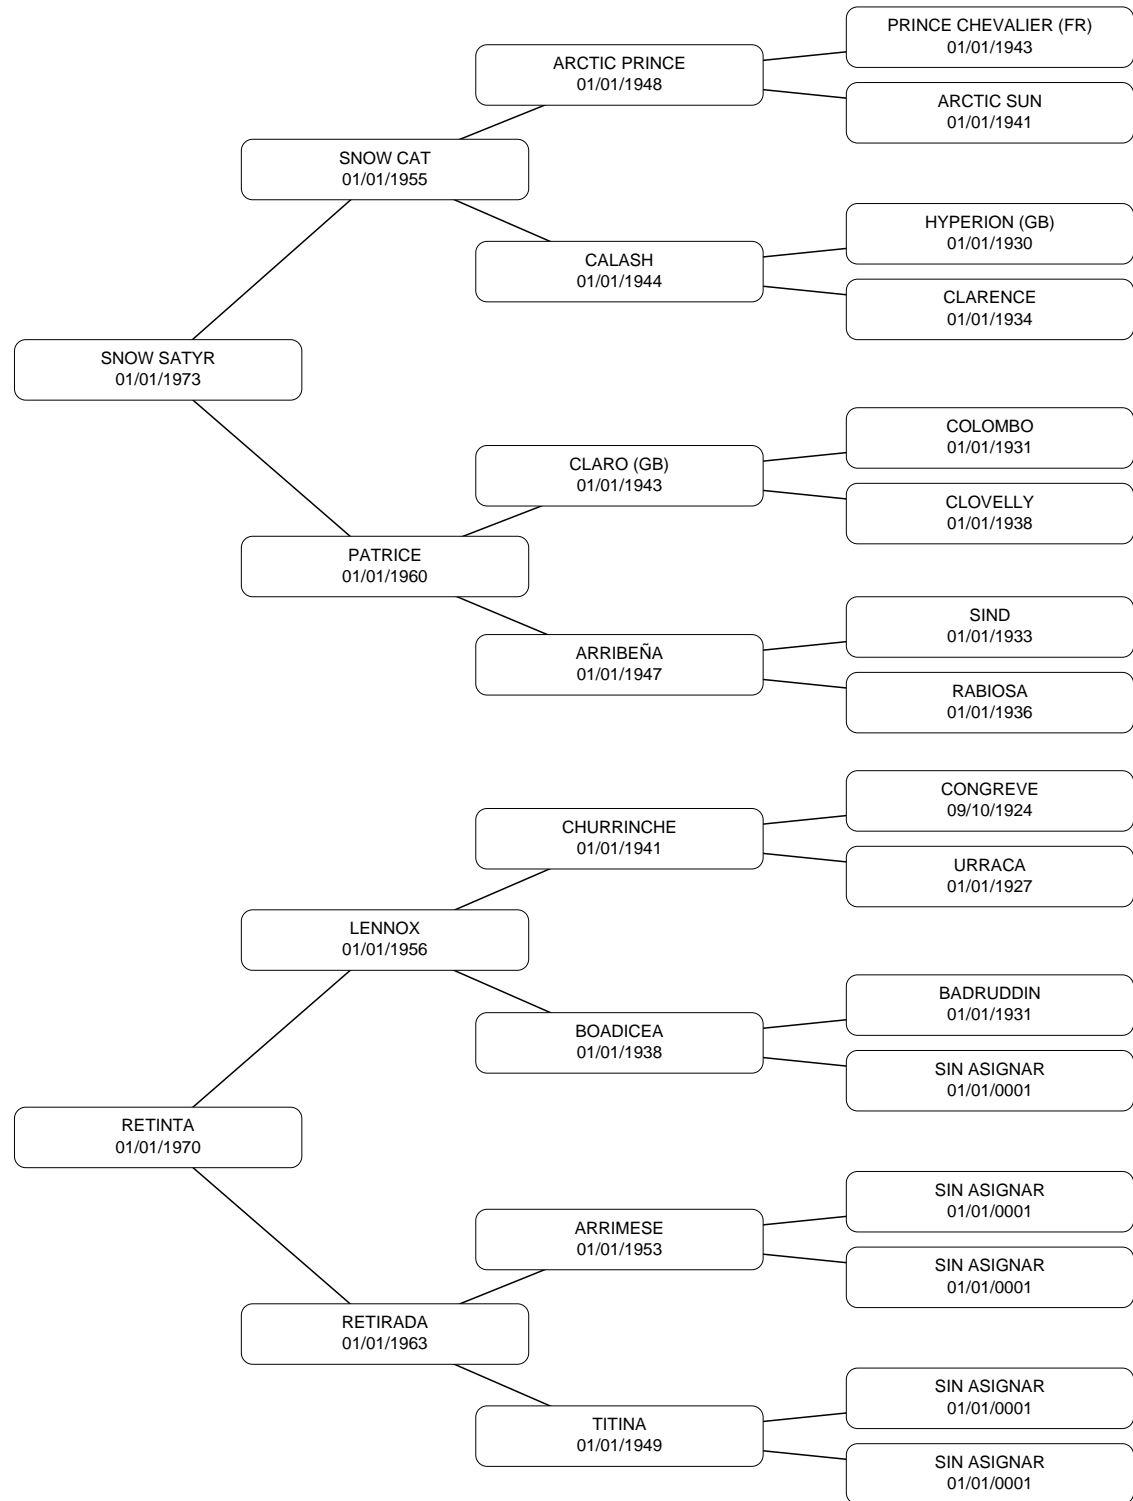 PRINCE CHEVALIER (FR)
01/01/1943
ARCTIC PRINCE
01/01/1948
ARCTIC SUN
01/01/1941
SNOW CAT
01/01/1955
HYPERION (GB)
01/01/1930
CALASH
01/01/1944
CLARENCE
01/01/1934
SNOW SATYR
01/01/1973
COLOMBO
01/01/1931
CLARO (GB)
01/01/1943
CLOVELLY
01/01/1938
PATRICE
01/01/1960
SIND
01/01/1933
ARRIBEÑA
01/01/1947
RABIOSA
01/01/1936
CONGREVE
09/10/1924
CHURRINCHE
01/01/1941
URRACA
01/01/1927
LENNOX
01/01/1956
BADRUDDIN
01/01/1931
BOADICEA
01/01/1938
SIN ASIGNAR
01/01/0001
RETINTA
01/01/1970
SIN ASIGNAR
01/01/0001
ARRIMESE
01/01/1953
SIN ASIGNAR
01/01/0001
RETIRADA
01/01/1963
SIN ASIGNAR
01/01/0001
TITINA
01/01/1949
SIN ASIGNAR
01/01/0001